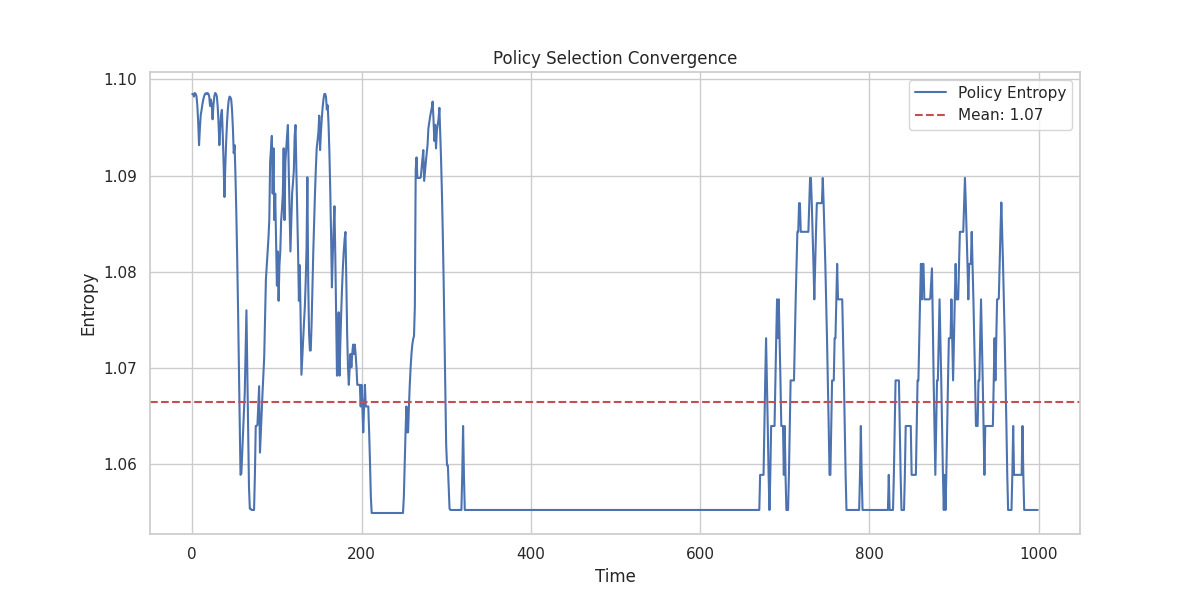 Policy Selection Convergence
1.10
1.09
1.08
1.07
1.06
Entropy
Policy Entropy
Mean: 1.07
0
200
400
600
800
1000
Time